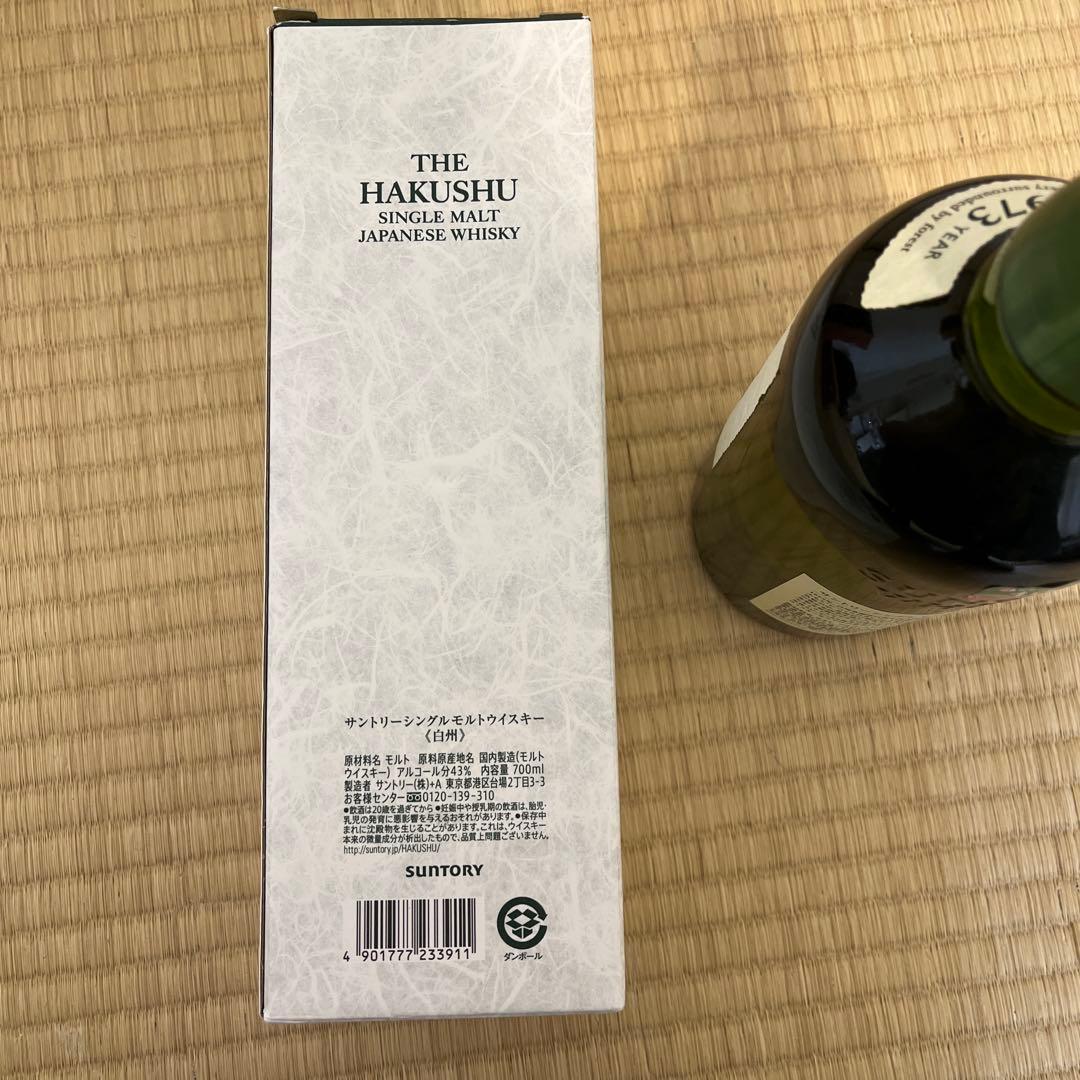 THE
HAKUSHU
SINGLE MALT
JAPANESE WHISKY
サントリーシングルモルトウイスキー
《白州》
原材料名 モルト 原料原産地名 国内製造(モルト
ウイスキー) アルコール分43% 内容量 700ml
製造者 サントリー(株)+A 東京都港区台場2丁目3-3
お客様センター 0120-139-310
●飲酒は20歳を過ぎてから ●妊娠中や授乳期の飲酒は、胎児・
乳児の発育に悪影響を与えるおそれがあります。●保存中
まれに沈殿物を生じることがあります。これは、ウイスキー
本来の微量成分が析出したもので、品質上問題ございません。
http://suntory.jp/HAKUSHU/
SUNTORY
4 901777 233911
ダンボール
973 YEAR
surrounded by forest